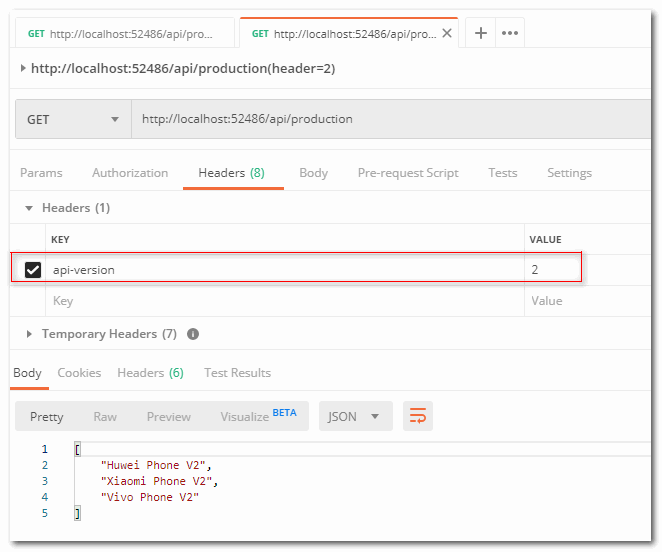 GET http://localhost:52486/api/pro... GET http://localhost:52486/api/pro...
http://localhost:52486/api/production(header=2)
GET http://localhost:52486/api/production
Params Authorization Headers (8) Body Pre-request Script Tests Settings
Headers (1)
KEY VALUE
api-version 2
Key Value
Temporary Headers (7)
Body Cookies Headers (6) Test Results
Pretty Raw Preview Visualize BETA JSON
1 [
2 "Huwei Phone V2",
3 "Xiaomi Phone V2",
4 "Vivo Phone V2"
5 ]